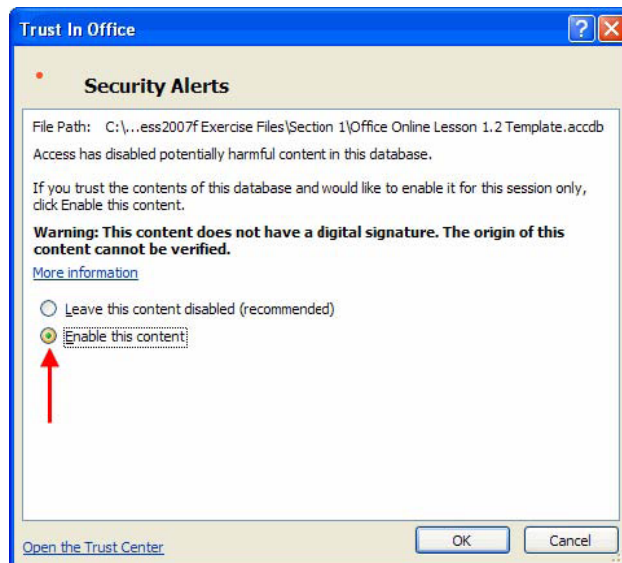 Trust In Office
Security Alerts
File Path: C:\...ess2007f Exercise Files\Section 1\Office Online Lesson 1.2 Template.accdb
Access has disabled potentially harmful content in this database.
If you trust the contents of this database and would like to enable it for this session only,
click Enable this content.
Warning: This content does not have a digital signature. The origin of this
content cannot be verified.
More information
Leave this content disabled (recommended)
Enable this content
Open the Trust Center
OK
Cancel